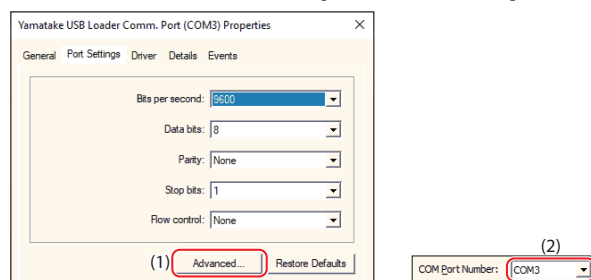 Yamatake USB Loader Comm. Port (COM3) Properties
General Port Settings Driver Details Events
Bits per second: 9600
Data bits: 8
Parity: None
Stop bits: 1
Flow control: None
(1) Advanced... Restore Defaults
(2)
COM Port Number: COM3